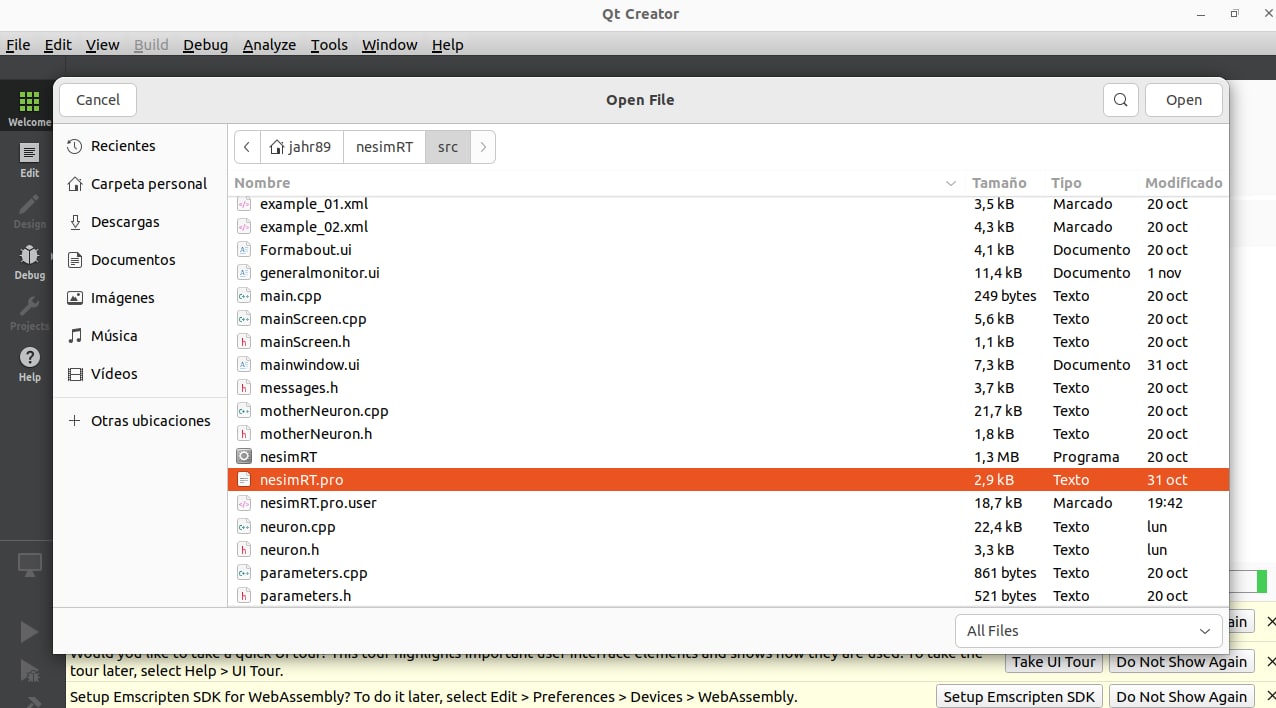 Qt Creator
File Edit View Build Debug Analyze Tools Window Help
Cancel
Open File
Open
Welcome
Edit
Design
Debug
Projects
Help
Recientes
Carpeta personal
Descargas
Documentos
Imágenes
Música
Vídeos
Otras ubicaciones
jahr89 nesimRT src
Nombre Tamaño Tipo Modificado
example_01.xml 3,5 kB Marcado 20 oct
example_02.xml 4,3 kB Marcado 20 oct
Formabout.ui 4,1 kB Documento 20 oct
generalmonitor.ui 11,4 kB Documento 1 nov
main.cpp 249 bytes Texto 20 oct
mainScreen.cpp 5,6 kB Texto 20 oct
mainScreen.h 1,1 kB Texto 20 oct
mainwindow.ui 7,3 kB Documento 31 oct
messages.h 3,7 kB Texto 20 oct
motherNeuron.cpp 21,7 kB Texto 20 oct
motherNeuron.h 1,8 kB Texto 20 oct
nesimRT 1,3 MB Programa 20 oct
nesimRT.pro 2,9 kB Texto 31 oct
nesimRT.pro.user 18,7 kB Marcado 19:42
neuron.cpp 22,4 kB Texto lun
neuron.h 3,3 kB Texto lun
parameters.cpp 861 bytes Texto 20 oct
parameters.h 521 bytes Texto 20 oct
All Files
ain
Would you like to take a quick UI tour? This tour highlights important user interface elements and shows how they are used. To take the
tour later, select Help > UI Tour.
Take UI Tour Do Not Show Again
Setup Emscripten SDK for WebAssembly? To do it later, select Edit > Preferences > Devices > WebAssembly.
Setup Emscripten SDK Do Not Show Again